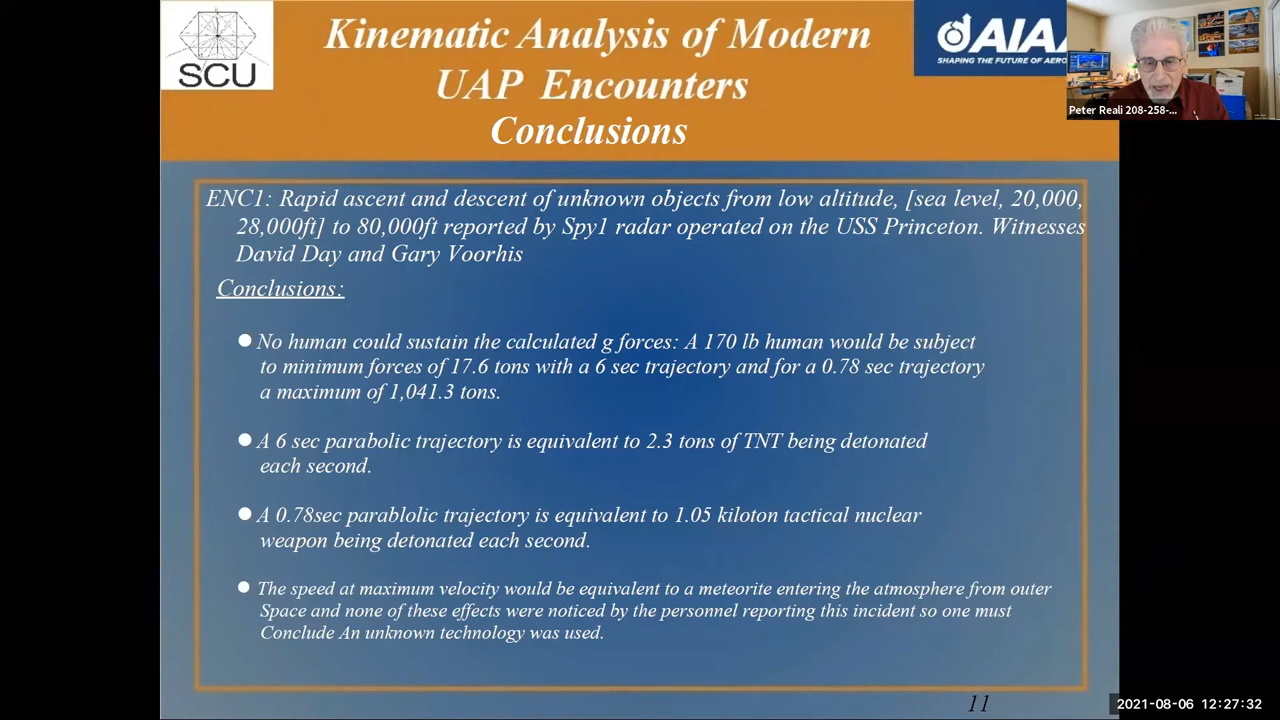 SCU
Kinematic Analysis of Modern
UAP Encounters
Conclusions
AIAA
SHAPING THE FUTURE OF AERO
Peter Reali 208-258-...
ENC1: Rapid ascent and descent of unknown objects from low altitude, [sea level, 20,000,
28,000ft] to 80,000ft reported by Spy1 radar operated on the USS Princeton. Witnesses
David Day and Gary Voorhis
Conclusions:
No human could sustain the calculated g forces: A 170 lb human would be subject
to minimum forces of 17.6 tons with a 6 sec trajectory and for a 0.78 sec trajectory
a maximum of 1,041.3 tons.
A 6 sec parabolic trajectory is equivalent to 2.3 tons of TNT being detonated
each second.
A 0.78sec parablolic trajectory is equivalent to 1.05 kiloton tactical nuclear
weapon being detonated each second.
The speed at maximum velocity would be equivalent to a meteorite entering the atmosphere from outer
Space and none of these effects were noticed by the personnel reporting this incident so one must
Conclude An unknown technology was used.
11
2021-08-06 12:27:32